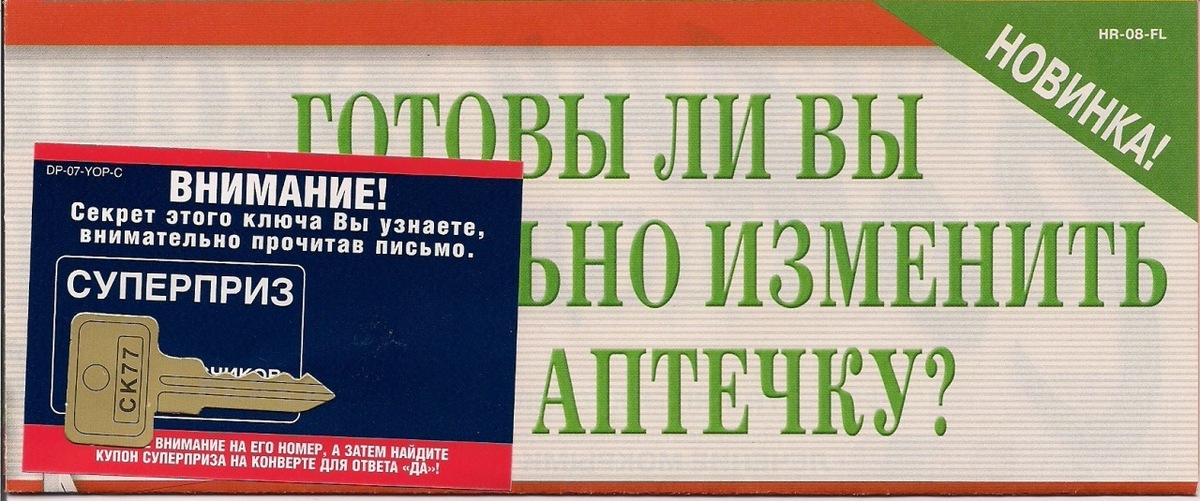 HR-08-FL
НОВИНКА!
ГОТОВЫ ЛИ ВЫ
ЬНО ИЗМЕНИТЬ
АПТЕЧКУ?
DP-07-YOP-C
ВНИМАНИЕ!
Секрет этого ключа Вы узнаете,
внимательно прочитав письмо.
СУПЕРПРИЗ
СК77
ВНИМАНИЕ НА ЕГО НОМЕР, А ЗАТЕМ НАЙДИТЕ
КУПОН СУПЕРПРИЗА НА КОНВЕРТЕ ДЛЯ ОТВЕТА «ДА»!